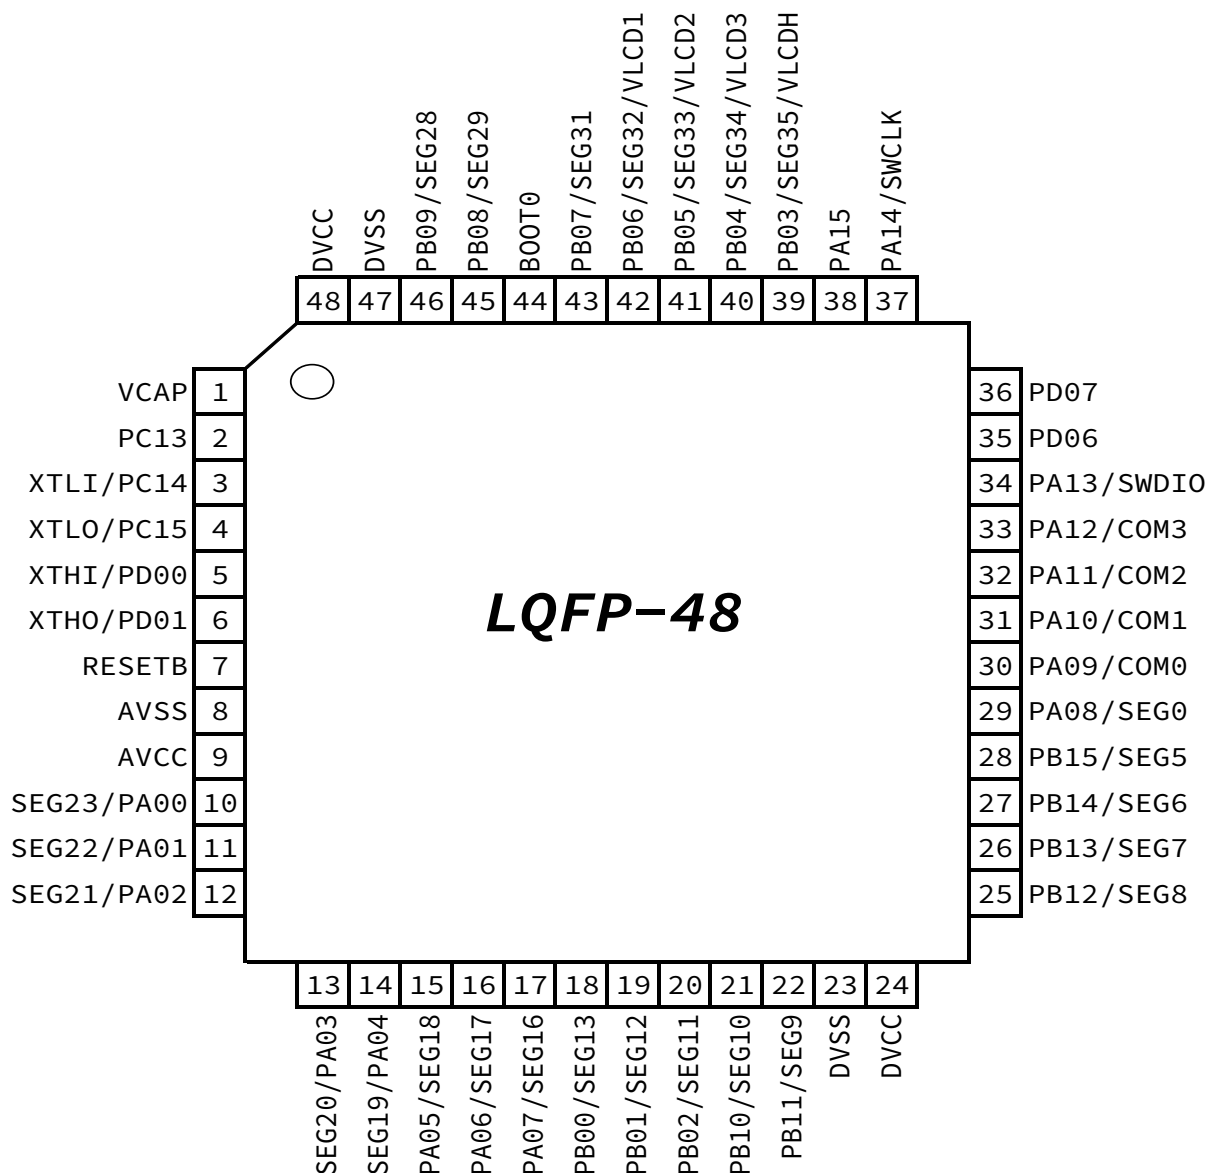 DVCC
DVSS
PB09/SEG28
PB08/SEG29
BOOT0
PB07/SEG31
PB06/SEG32/VLCD1
PB05/SEG33/VLCD2
PB04/SEG34/VLCD3
PB03/SEG35/VLCDH
PA15
PA14/SWCLK
48 47 46 45 44 43 42 41 40 39 38 37
VCAP 1
PC13 2
XTLI/PC14 3
XTLO/PC15 4
XTHI/PD00 5
XTHO/PD01 6
RESETB 7
AVSS 8
AVCC 9
SEG23/PA00 10
SEG22/PA01 11
SEG21/PA02 12
LQFP-48
36 PD07
35 PD06
34 PA13/SWDIO
33 PA12/COM3
32 PA11/COM2
31 PA10/COM1
30 PA09/COM0
29 PA08/SEG0
28 PB15/SEG5
27 PB14/SEG6
26 PB13/SEG7
25 PB12/SEG8
13 14 15 16 17 18 19 20 21 22 23 24
SEG20/PA03
SEG19/PA04
PA05/SEG18
PA06/SEG17
PA07/SEG16
PB00/SEG13
PB01/SEG12
PB02/SEG11
PB10/SEG10
PB11/SEG9
DVSS
DVCC